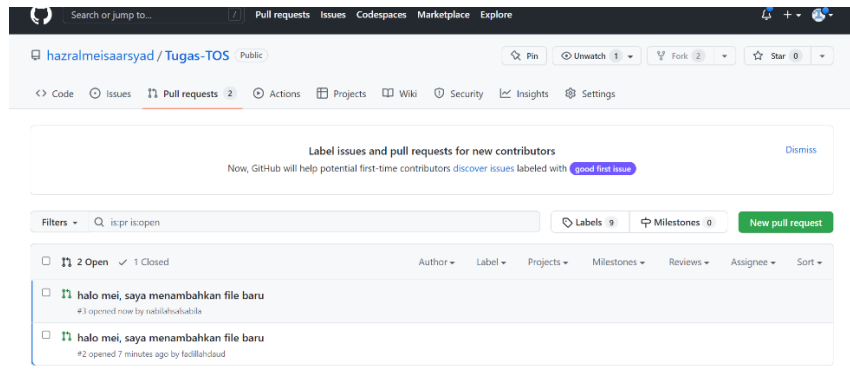 Search or jump to... / Pull requests Issues Codespaces Marketplace Explore
hazralmeisaarsyad / Tugas-TOS Public Pin Unwatch 1 Fork 2 Star 0
Code Issues Pull requests 2 Actions Projects Wiki Security Insights Settings
Label issues and pull requests for new contributors Dismiss
Now, GitHub will help potential first-time contributors discover issues labeled with good first issue
Filters is:pr is:open Labels 9 Milestones 0 New pull request
2 Open 1 Closed Author Label Projects Milestones Reviews Assignee Sort
halo mei, saya menambahkan file baru
#3 opened now by nabilahsalsabila
halo mei, saya menambahkan file baru
#2 opened 7 minutes ago by fadillahdaud